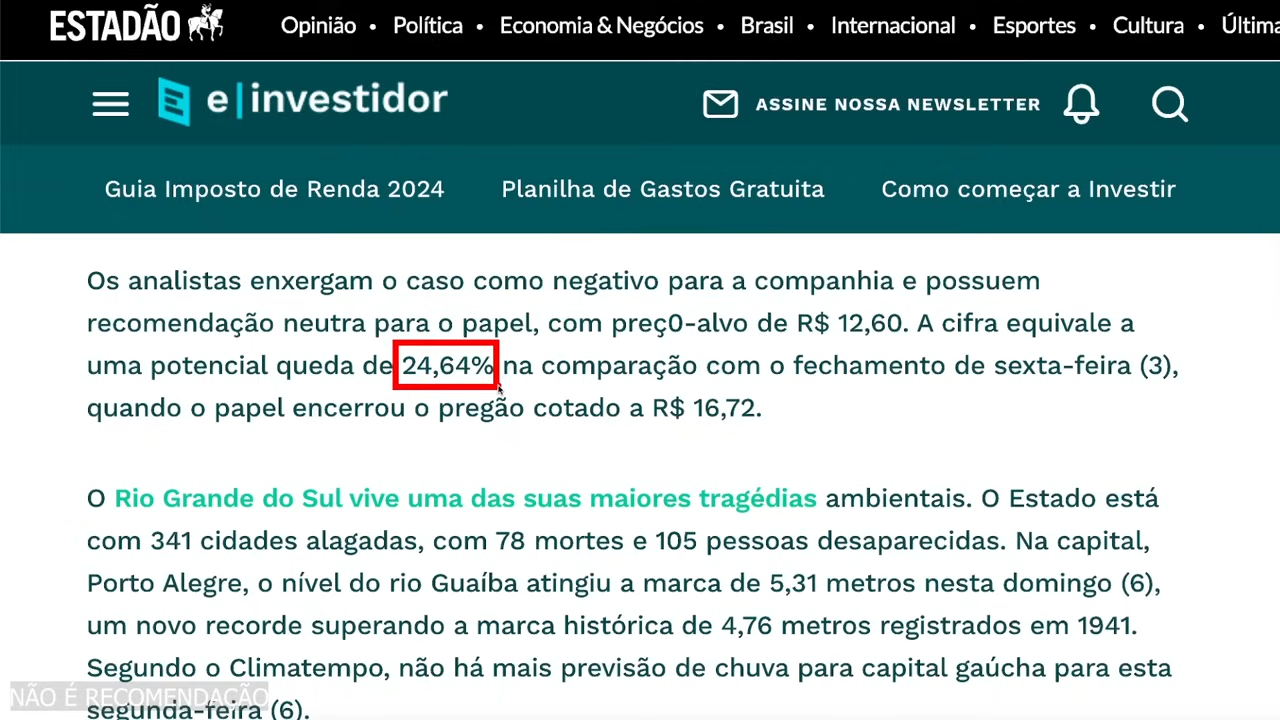 ESTADÃO Opinião • Política • Economia & Negócios • Brasil • Internacional • Esportes • Cultura • Última
e|investidor ASSINE NOSSA NEWSLETTER
Guia Imposto de Renda 2024 Planilha de Gastos Gratuita Como começar a Investir
Os analistas enxergam o caso como negativo para a companhia e possuem
recomendação neutra para o papel, com preç0-alvo de R$ 12,60. A cifra equivale a
uma potencial queda de 24,64% na comparação com o fechamento de sexta-feira (3),
quando o papel encerrou o pregão cotado a R$ 16,72.
O Rio Grande do Sul vive uma das suas maiores tragédias ambientais. O Estado está
com 341 cidades alagadas, com 78 mortes e 105 pessoas desaparecidas. Na capital,
Porto Alegre, o nível do rio Guaíba atingiu a marca de 5,31 metros nesta domingo (6),
um novo recorde superando a marca histórica de 4,76 metros registrados em 1941.
Segundo o Climatempo, não há mais previsão de chuva para capital gaúcha para esta
segunda-feira (6).
NÃO É RECOMENDAÇÃO